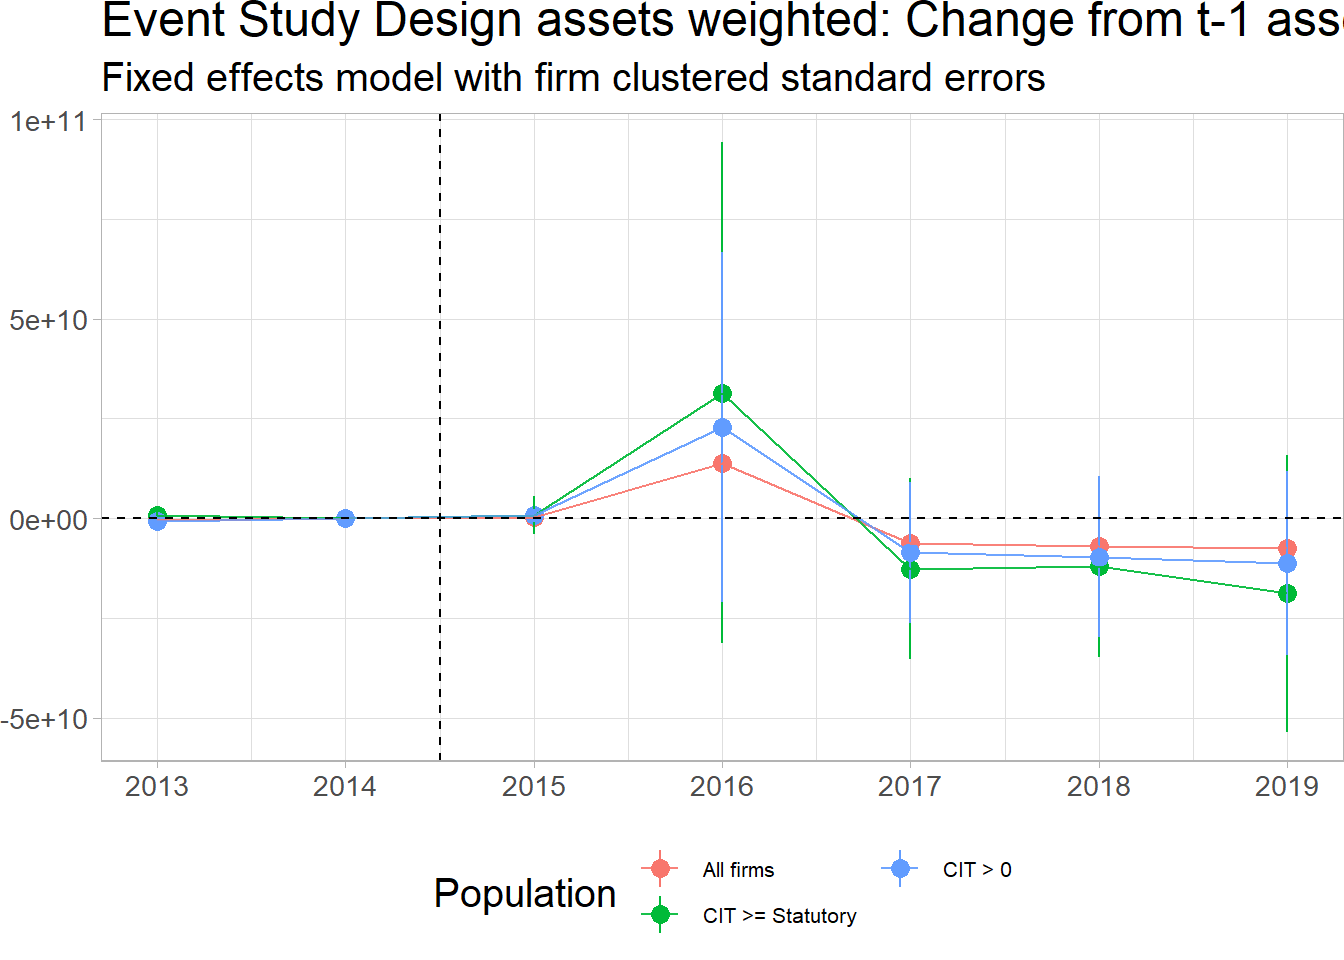 Event Study Design assets weighted: Change from t-1 ass
Fixed effects model with firm clustered standard errors
1e+11
5e+10
0e+00
-5e+10
2013 2014 2015 2016 2017 2018 2019
Population
All firms
CIT >= Statutory
CIT > 0